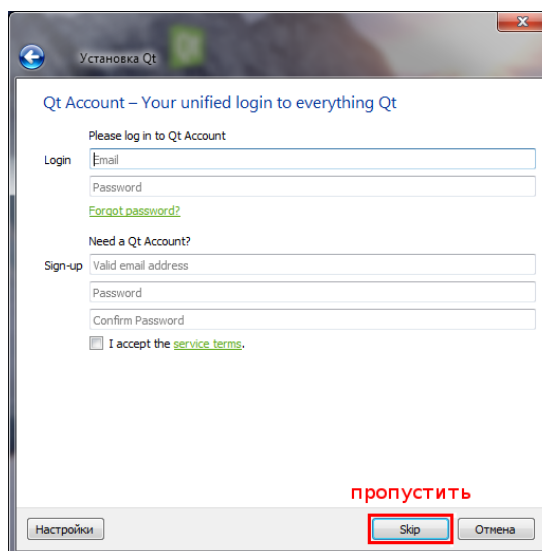 Установка Qt
Qt Account – Your unified login to everything Qt
Please log in to Qt Account
Login Email
Password
Forgot password?
Need a Qt Account?
Sign-up Valid email address
Password
Confirm Password
I accept the service terms.
пропустить
Настройки Skip Отмена